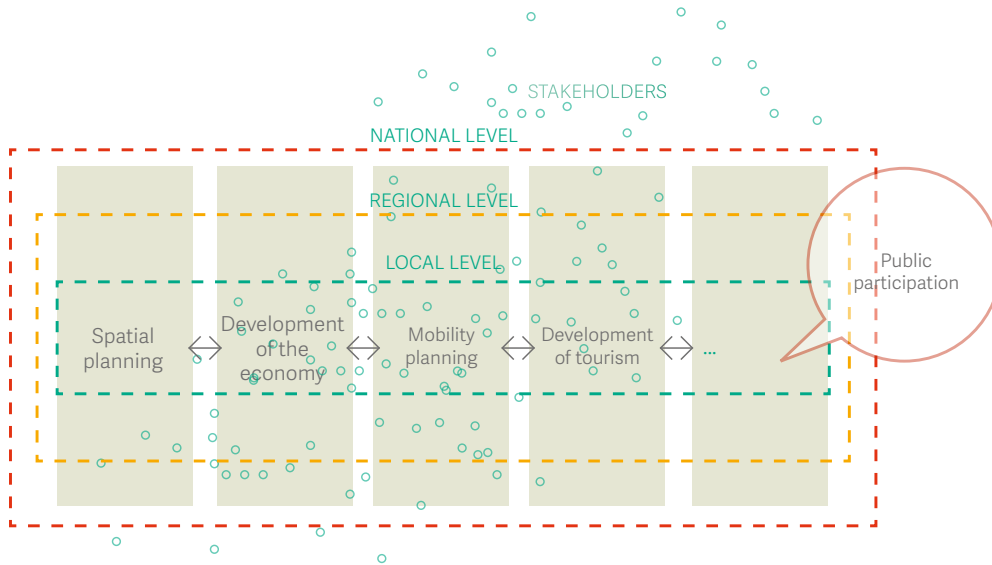 STAKEHOLDERS
NATIONAL LEVEL
REGIONAL LEVEL
LOCAL LEVEL
Public
participation
Spatial
planning
Development
of the
economy
Mobility
planning
Development
of tourism
...